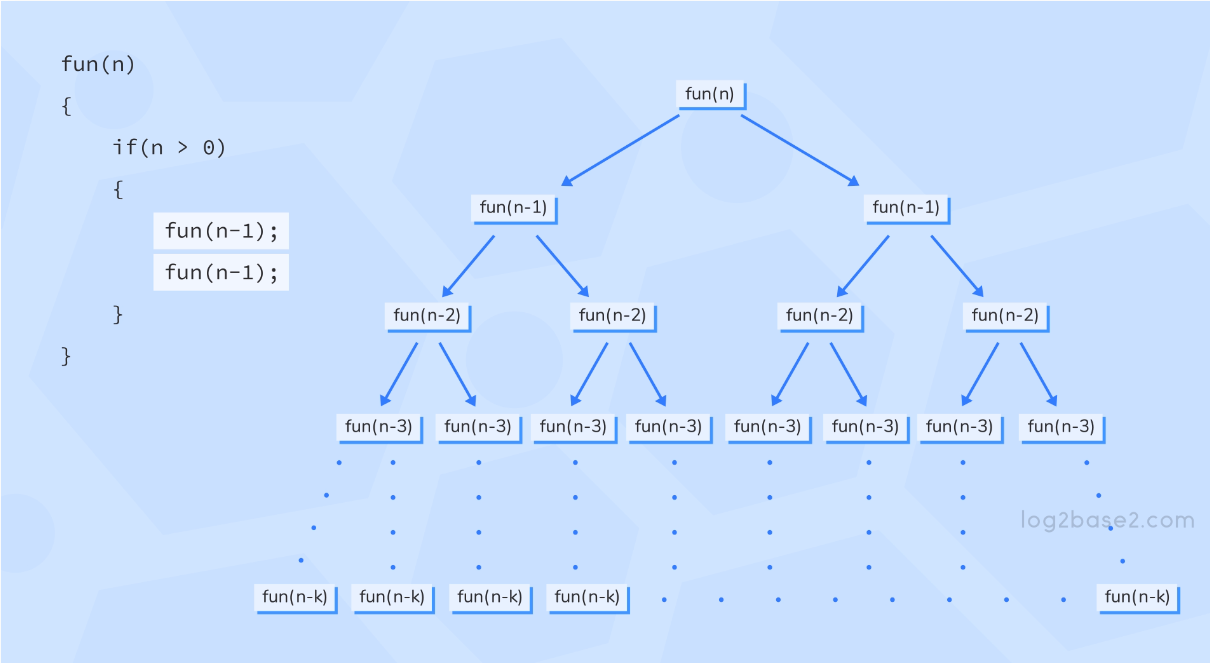 fun(n)
{
if(n > 0)
{
fun(n-1);
fun(n-1);
}
}
fun(n)
fun(n-1) fun(n-1)
fun(n-2) fun(n-2) fun(n-2) fun(n-2)
fun(n-3) fun(n-3) fun(n-3) fun(n-3) fun(n-3) fun(n-3) fun(n-3) fun(n-3)
log2base2.com
fun(n-k) fun(n-k) fun(n-k) fun(n-k) fun(n-k)